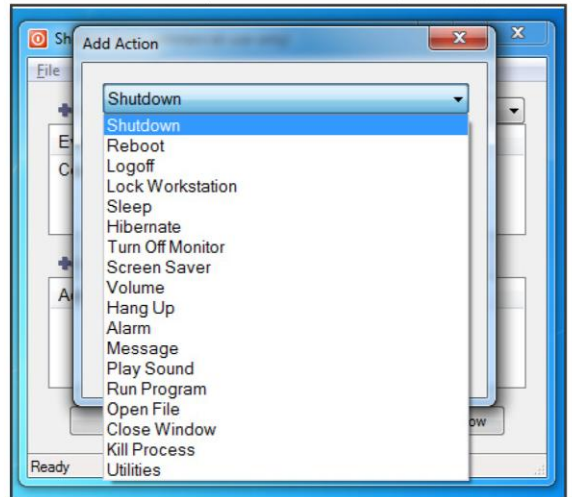 Sh
Add Action
File
Shutdown
Shutdown
Reboot
Logoff
Lock Workstation
Sleep
Hibernate
Turn Off Monitor
Screen Saver
Volume
Hang Up
Alarm
Message
Play Sound
Run Program
Open File
Close Window
Kill Process
Utilities
Ready